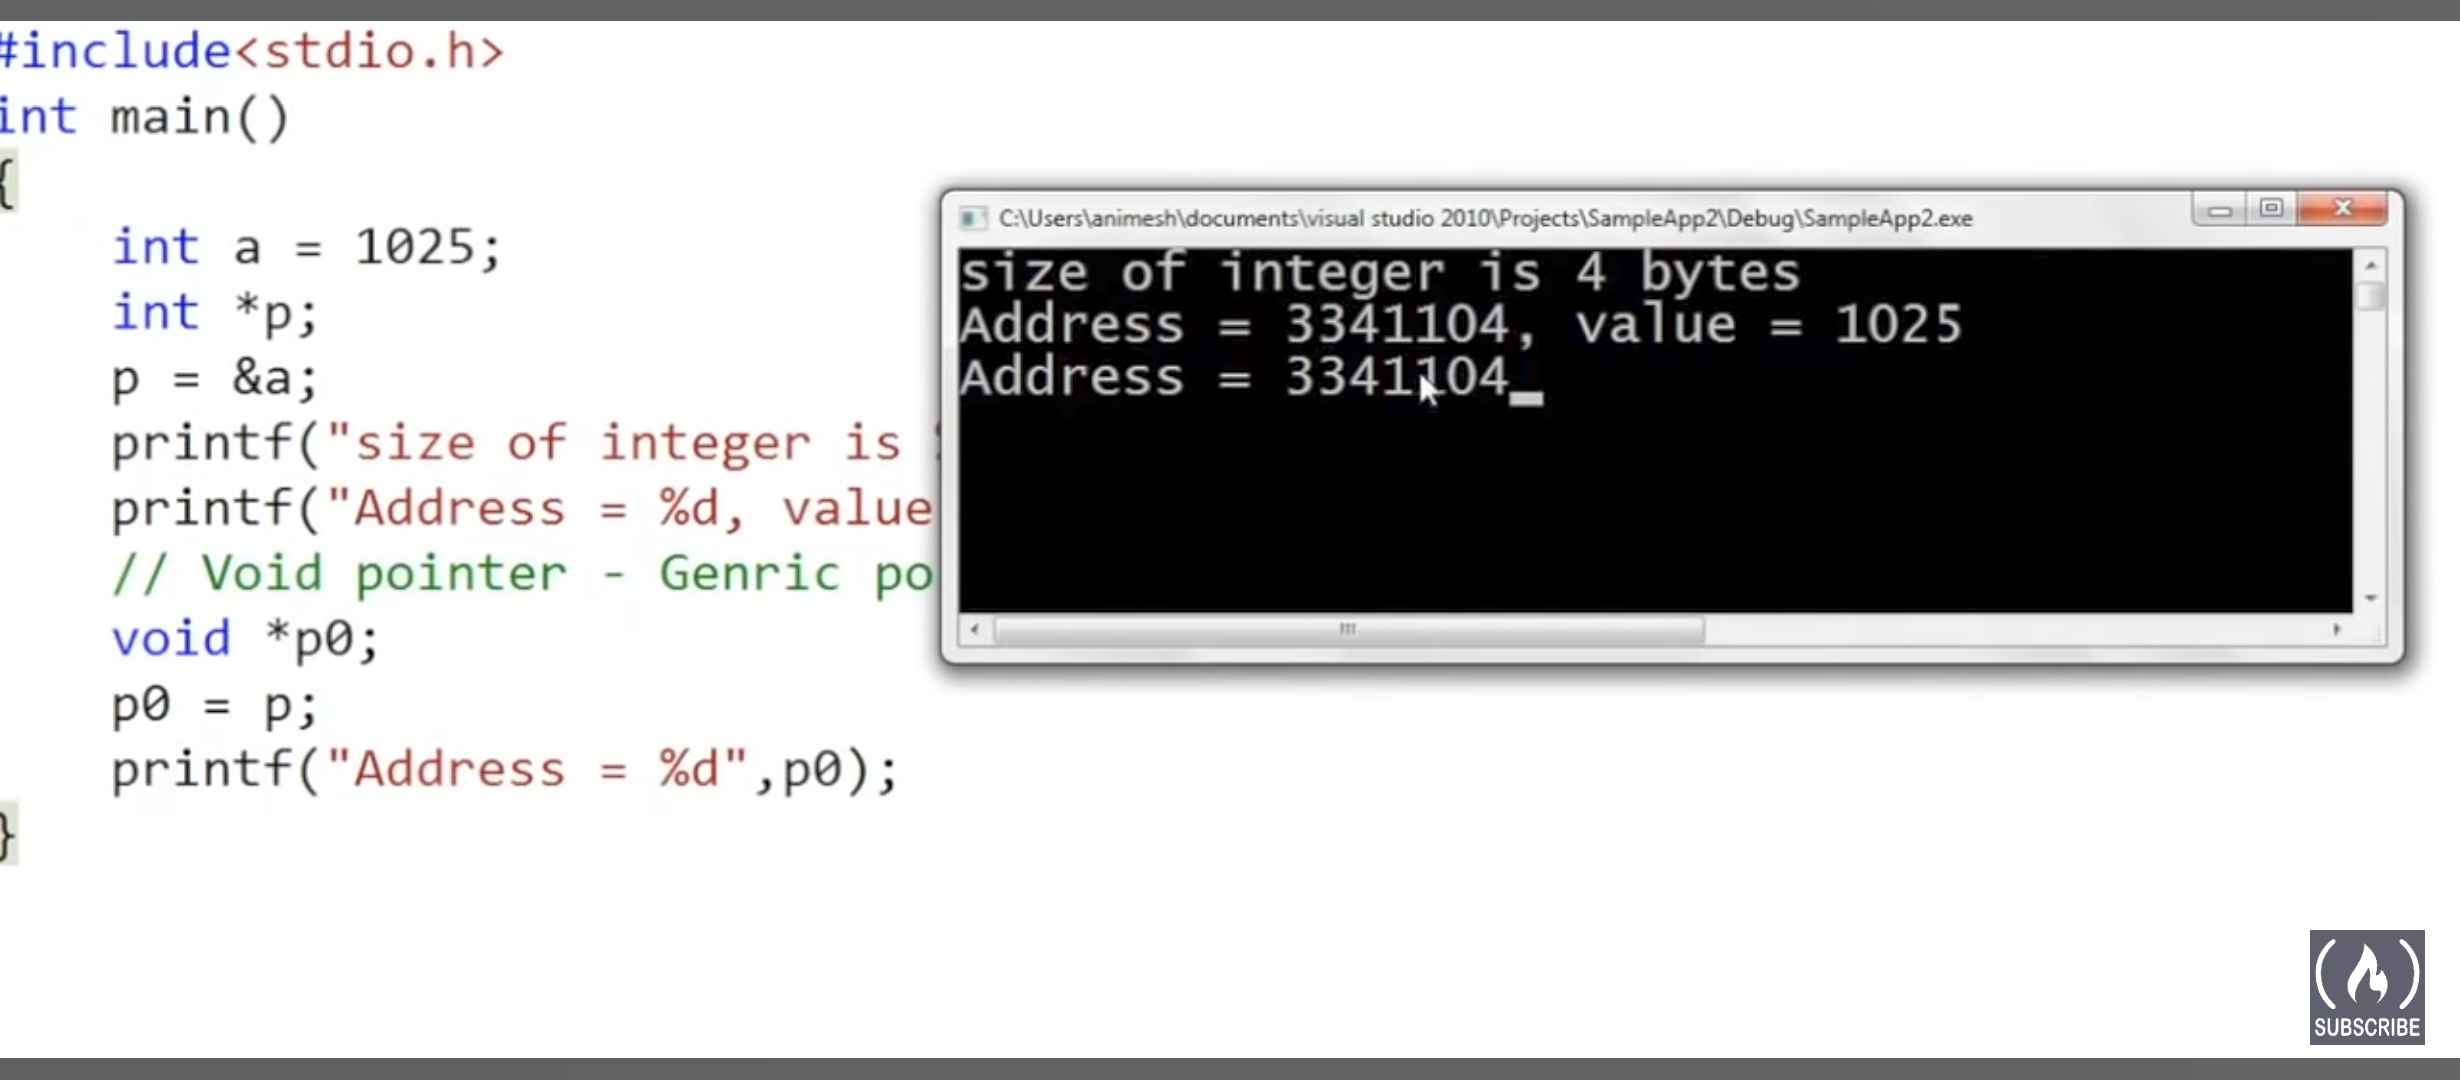 #include<stdio.h>
int main()
{
int a = 1025;
int *p;
p = &a;
printf("size of integer is
printf("Address = %d, value
// Void pointer - Genric po
void *p0;
p0 = p;
printf("Address = %d",p0);
}
C:\Users\animesh\documents\visual studio 2010\Projects\SampleApp2\Debug\SampleApp2.exe
size of integer is 4 bytes
Address = 3341104, value = 1025
Address = 3341104_
SUBSCRIBE